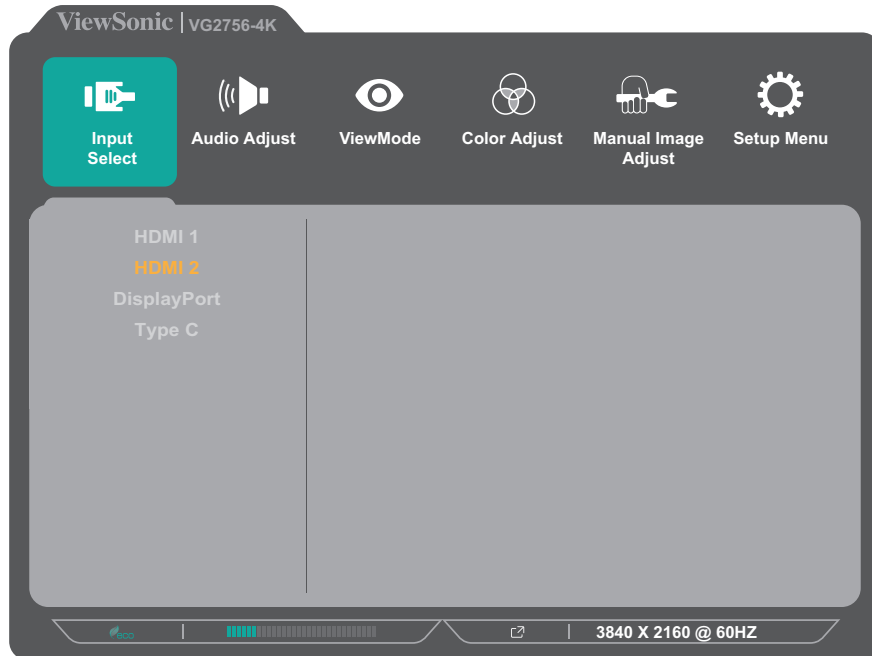 ViewSonic | VG2756-4K
Input
Select
Audio Adjust
ViewMode
Color Adjust
Manual Image
Adjust
Setup Menu
HDMI 1
HDMI 2
DisplayPort
Type C
eco
3840 X 2160 @ 60HZ